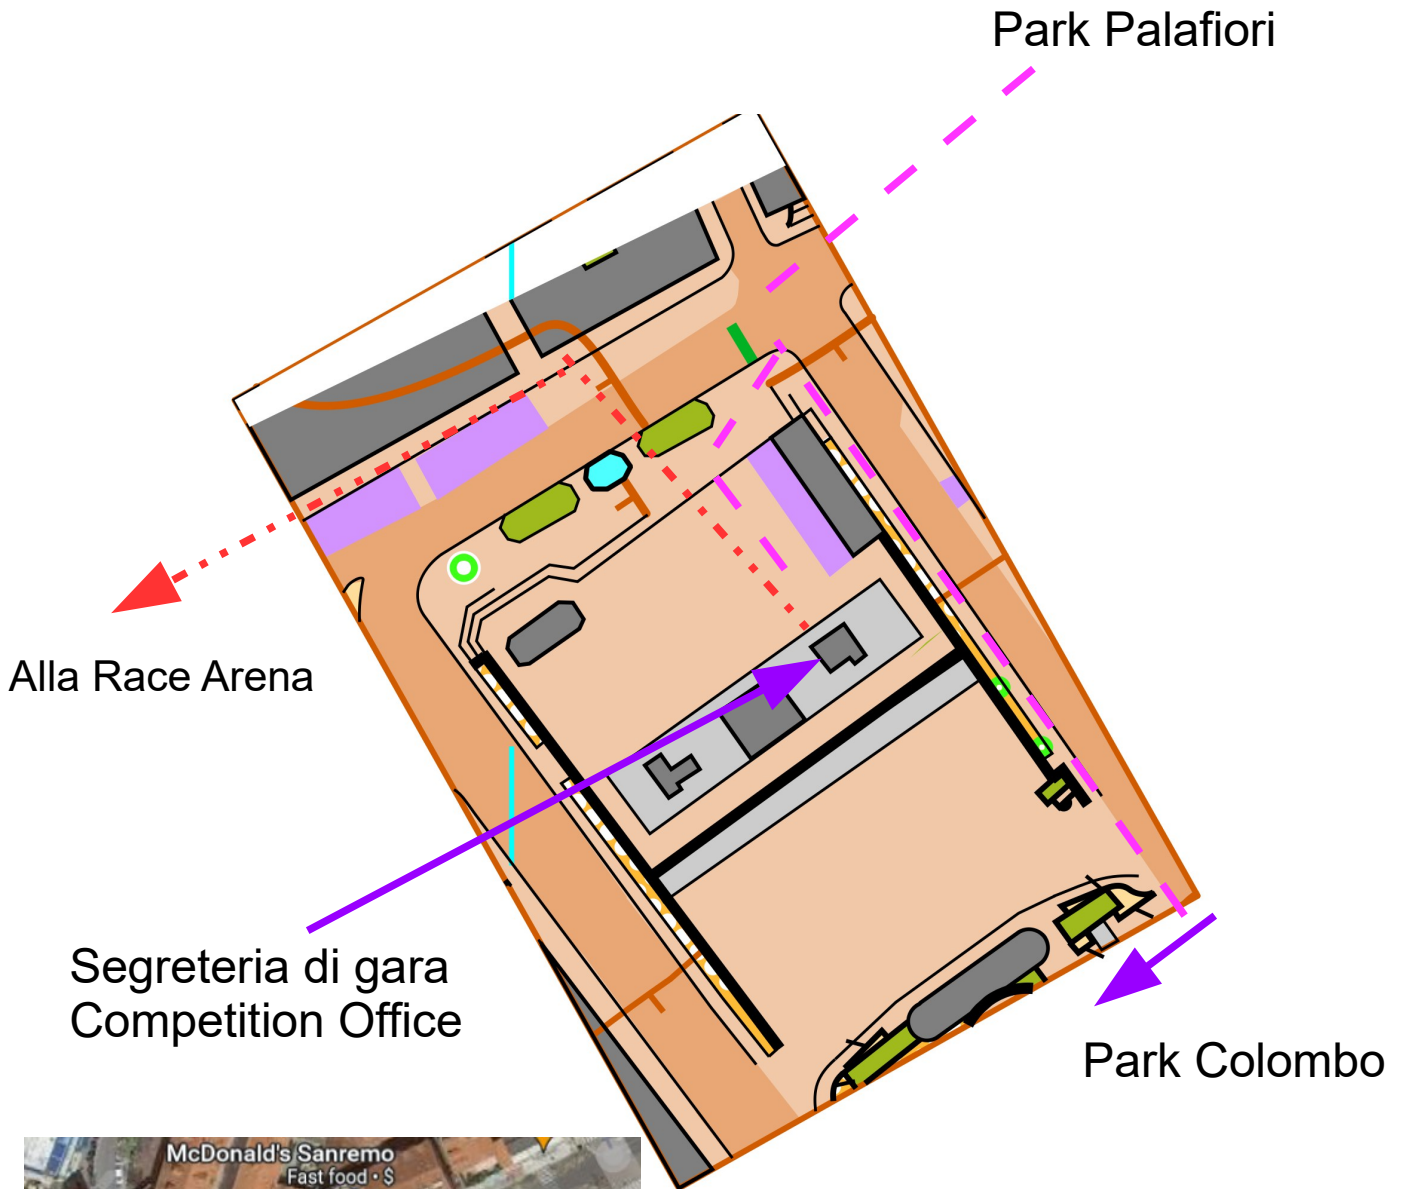 Park Palafiori
Alla Race Arena
Segreteria di gara
Competition Office
Park Colombo
McDonald's Sanremo
Fast food • $